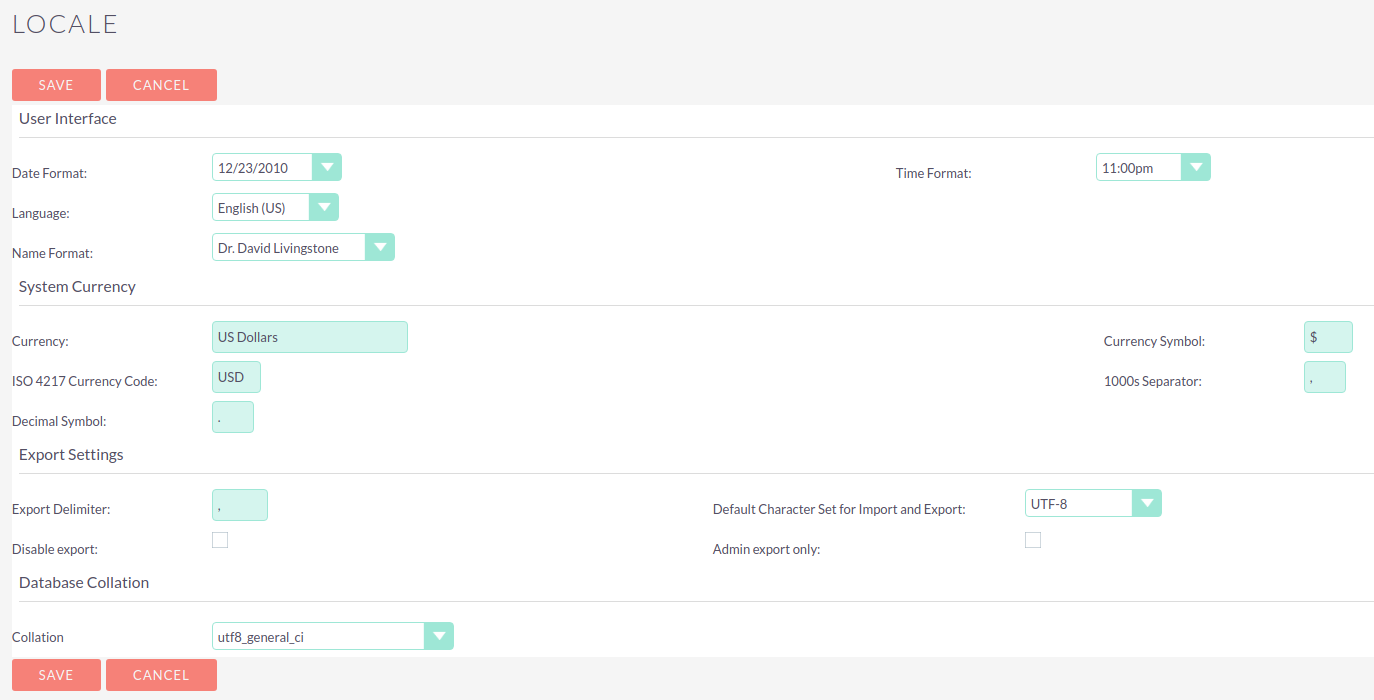 LOCALE
SAVE CANCEL
User Interface
Date Format: 12/23/2010 Time Format: 11:00pm
Language: English (US)
Name Format: Dr. David Livingstone
System Currency
Currency: US Dollars Currency Symbol: $
ISO 4217 Currency Code: USD 1000s Separator: ,
Decimal Symbol: .
Export Settings
Export Delimiter: , Default Character Set for Import and Export: UTF-8
Disable export: Admin export only:
Database Collation
Collation utf8_general_ci
SAVE CANCEL